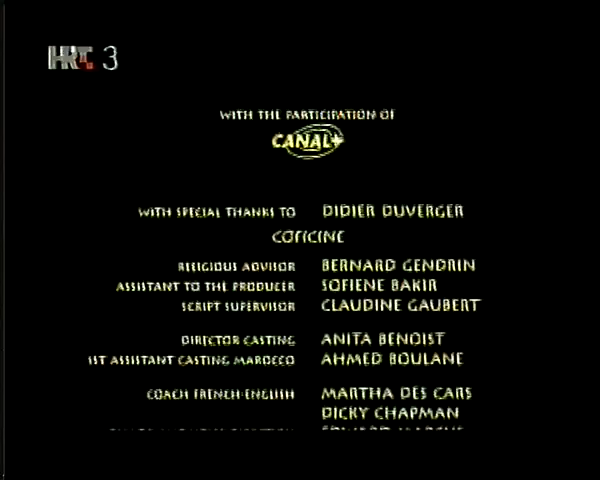 HRT 3
WITH THE PARTICIPATION OF
CANAL+
WITH SPECIAL THANKS TO DIDIER DUVERGER
COFICINE
RELIGIOUS ADVISOR BERNARD GENDRIN
ASSISTANT TO THE PRODUCER SOFIENE BAKIR
SCRIPT SUPERVISOR CLAUDINE GAUBERT
DIRECTOR CASTING ANITA BENOIST
1ST ASSISTANT CASTING MAROCCO AHMED BOULANE
COACH FRENCH-ENGLISH MARTHA DES CARS
DICKY CHAPMAN